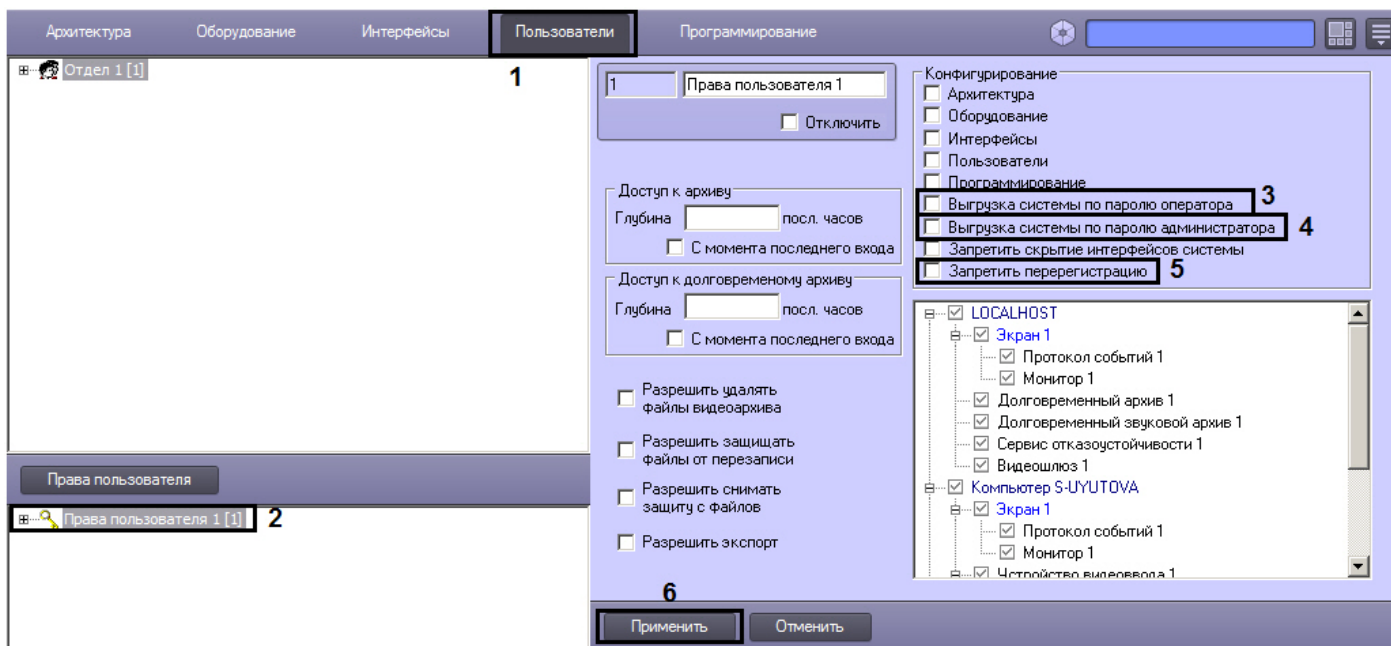 Архитектура Оборудование Интерфейсы Пользователи Программирование
1
Отдел 1 [1]
Права пользователя
Права пользователя 1 [1] 2
1 Права пользователя 1
Отключить
Доступ к архиву
Глубина посл. часов
С момента последнего входа
Доступ к долговременому архиву
Глубина посл. часов
С момента последнего входа
Разрешить удалять
файлы видеоархива
Разрешить защищать
файлы от перезаписи
Разрешить снимать
защиту с файлов
Разрешить экспорт
Конфигурирование
Архитектура
Оборудование
Интерфейсы
Пользователи
Программирование
Выгрузка системы по паролю оператора 3
Выгрузка системы по паролю администратора 4
Запретить скрытие интерфейсов системы
Запретить перерегистрацию 5
LOCALHOST
Экран 1
Протокол событий 1
Монитор 1
Долговременный архив 1
Долговременный звуковой архив 1
Сервис отказоустойчивости 1
Видеошлюз 1
Компьютер S-UYUTOVA
Экран 1
Протокол событий 1
Монитор 1
Устройство видеоввода 1
6
Применить Отменить